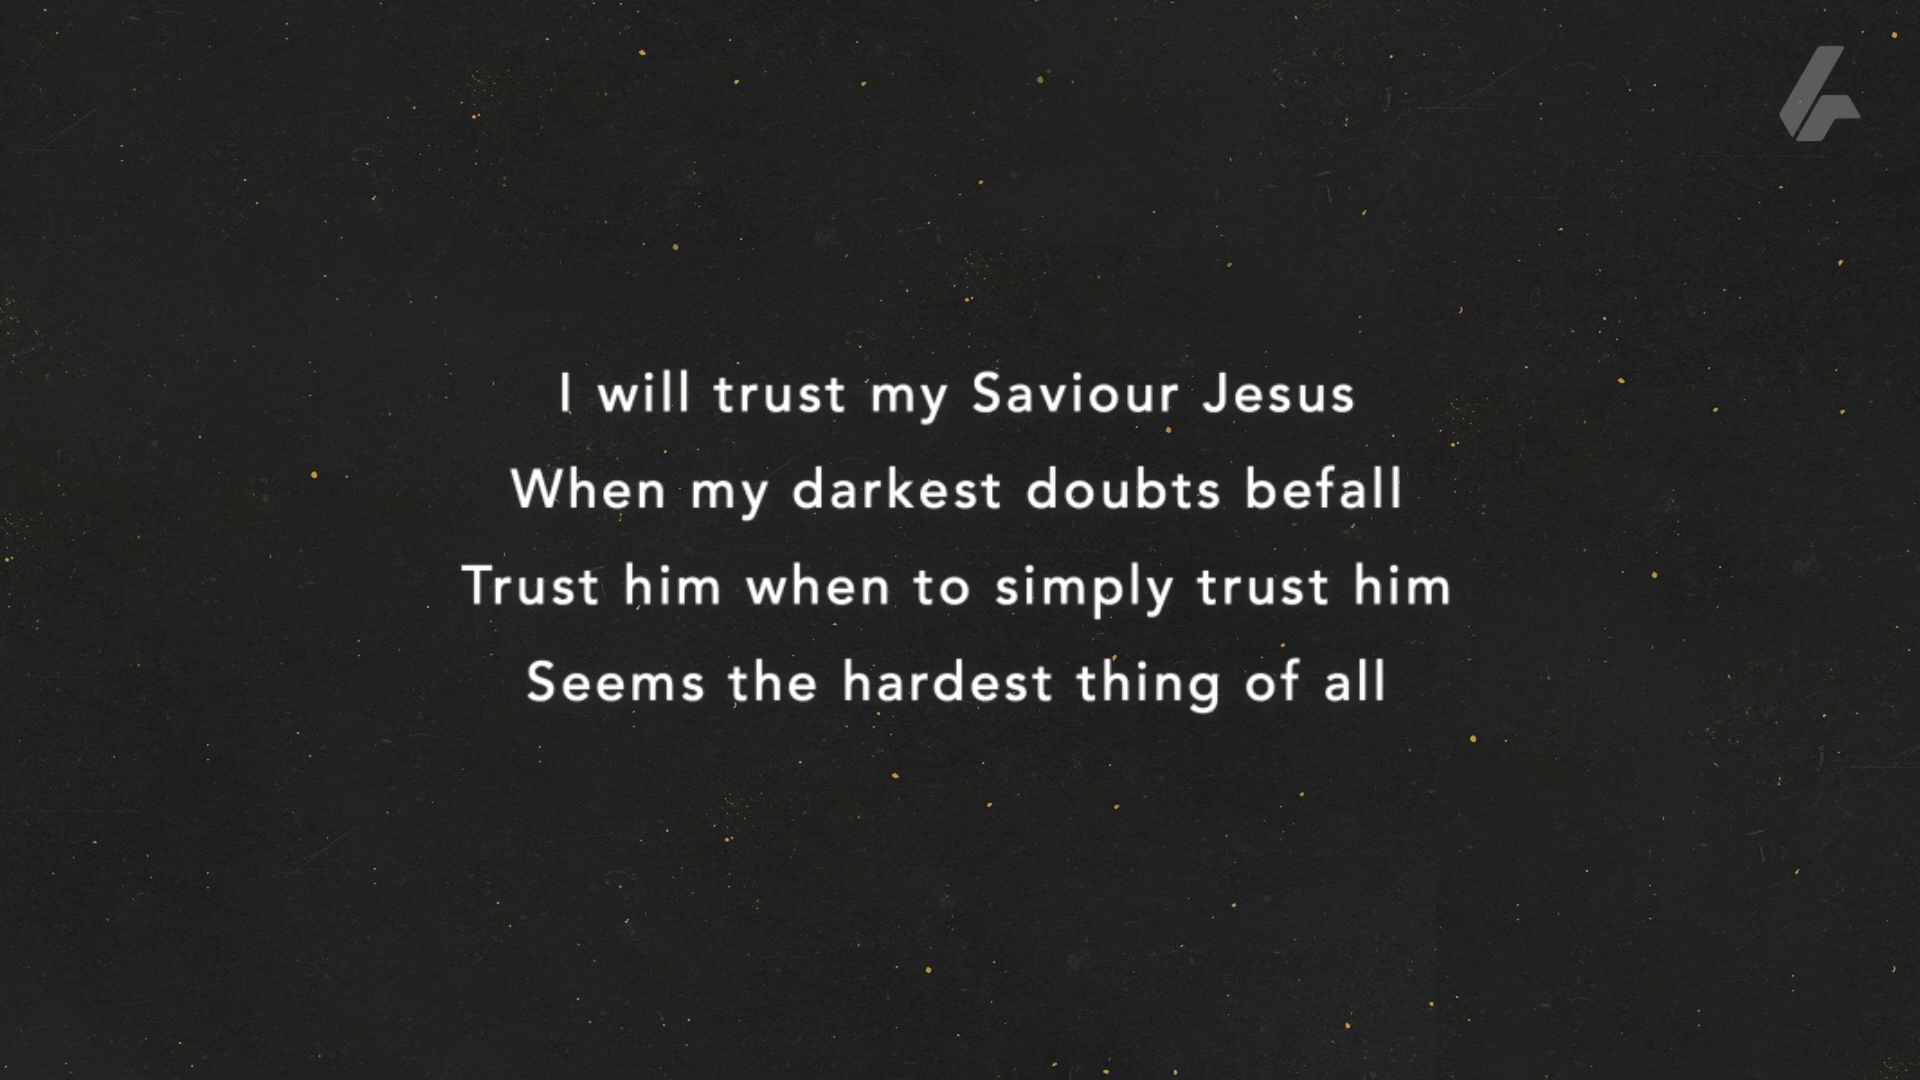 I will trust my Saviour Jesus
When my darkest doubts befall
Trust him when to simply trust him
Seems the hardest thing of all